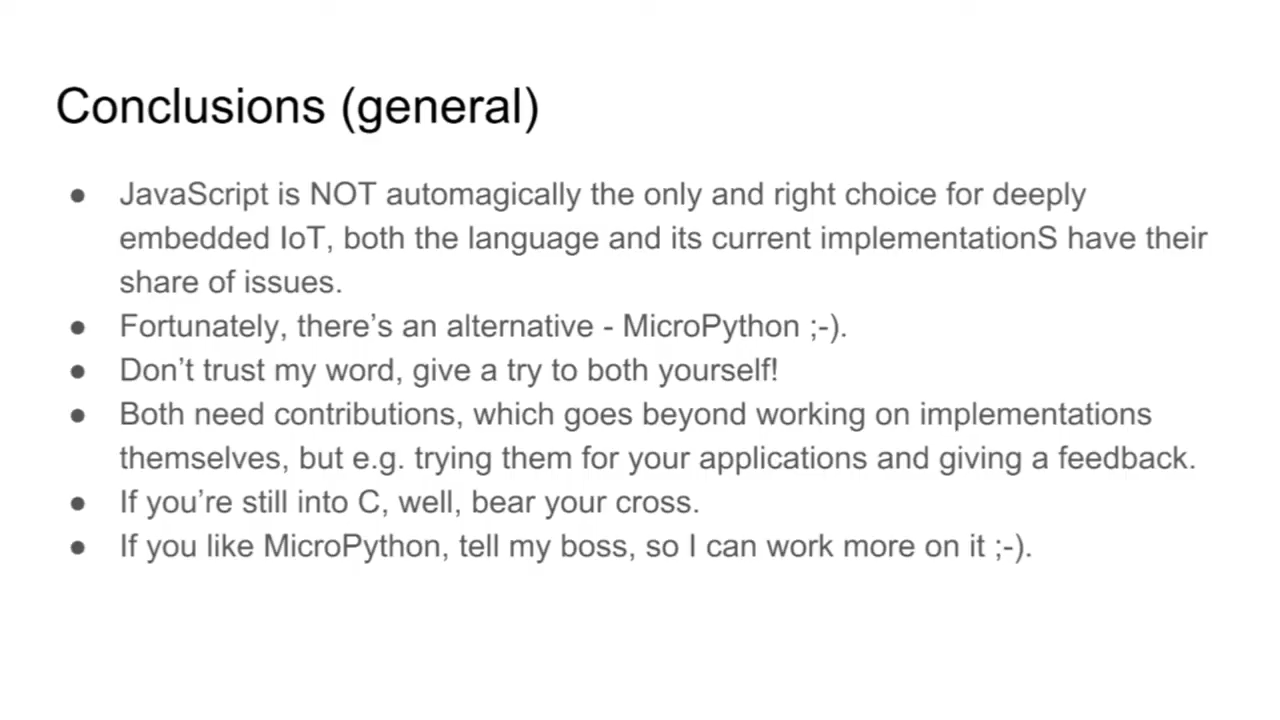 Conclusions (general)
● JavaScript is NOT automagically the only and right choice for deeply
embedded IoT, both the language and its current implementationS have their
share of issues.
● Fortunately, there's an alternative - MicroPython ;-).
● Don't trust my word, give a try to both yourself!
● Both need contributions, which goes beyond working on implementations
themselves, but e.g. trying them for your applications and giving a feedback.
● If you're still into C, well, bear your cross.
● If you like MicroPython, tell my boss, so I can work more on it ;-).